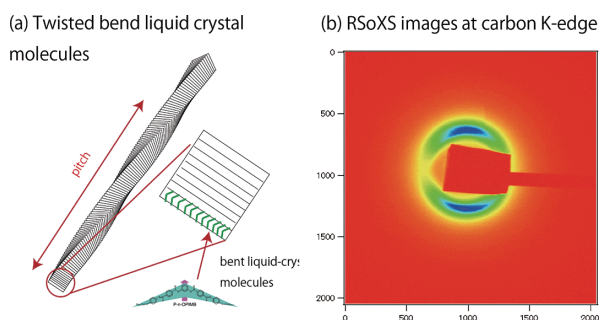 (a) Twisted bend liquid crystal
molecules
pitch
bent liquid-crys
molecules
P-n-OPIMB
(b) RSoXS images at carbon K-edge
0
500
1000
1500
2000
0
500
1000
1500
2000